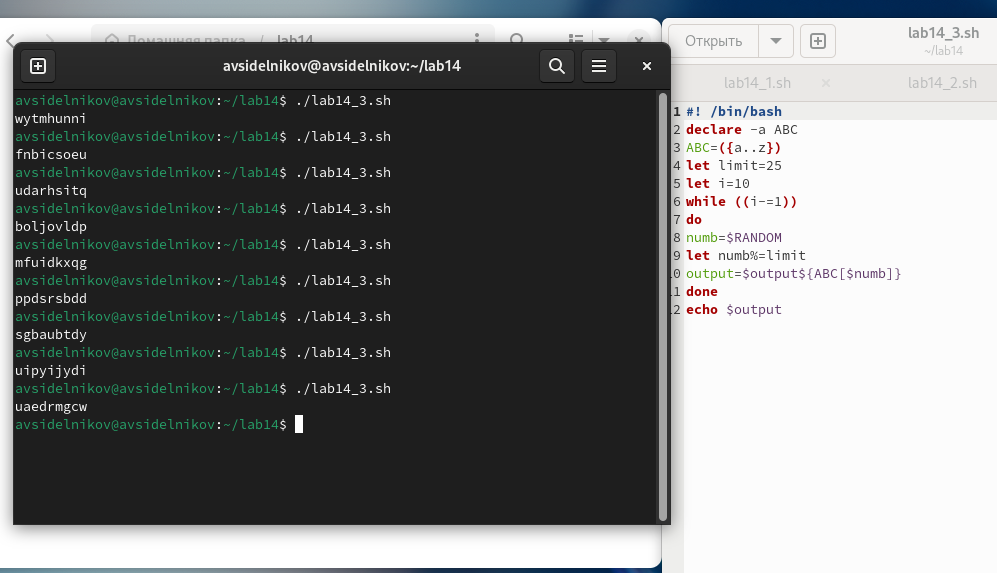 Домашняя папка / lab14
avsidelnikov@avsidelnikov:~/lab14
avsidelnikov@avsidelnikov:~/lab14$ ./lab14_3.sh
wytmhunni
avsidelnikov@avsidelnikov:~/lab14$ ./lab14_3.sh
fnbicsoeu
avsidelnikov@avsidelnikov:~/lab14$ ./lab14_3.sh
udarhsitq
avsidelnikov@avsidelnikov:~/lab14$ ./lab14_3.sh
boljovldp
avsidelnikov@avsidelnikov:~/lab14$ ./lab14_3.sh
mfuidkxqg
avsidelnikov@avsidelnikov:~/lab14$ ./lab14_3.sh
ppdsrsbdd
avsidelnikov@avsidelnikov:~/lab14$ ./lab14_3.sh
sgbaubtdy
avsidelnikov@avsidelnikov:~/lab14$ ./lab14_3.sh
uipyijydi
avsidelnikov@avsidelnikov:~/lab14$ ./lab14_3.sh
uaedrmgcw
avsidelnikov@avsidelnikov:~/lab14$
Открыть
lab14_3.sh
~/lab14
lab14_1.sh
lab14_2.sh
1 #! /bin/bash
2 declare -a ABC
3 ABC=({a..z})
4 let limit=25
5 let i=10
6 while ((i-=1))
7 do
8 numb=$RANDOM
9 let numb%=limit
10 output=$output${ABC[$numb]}
11 done
12 echo $output